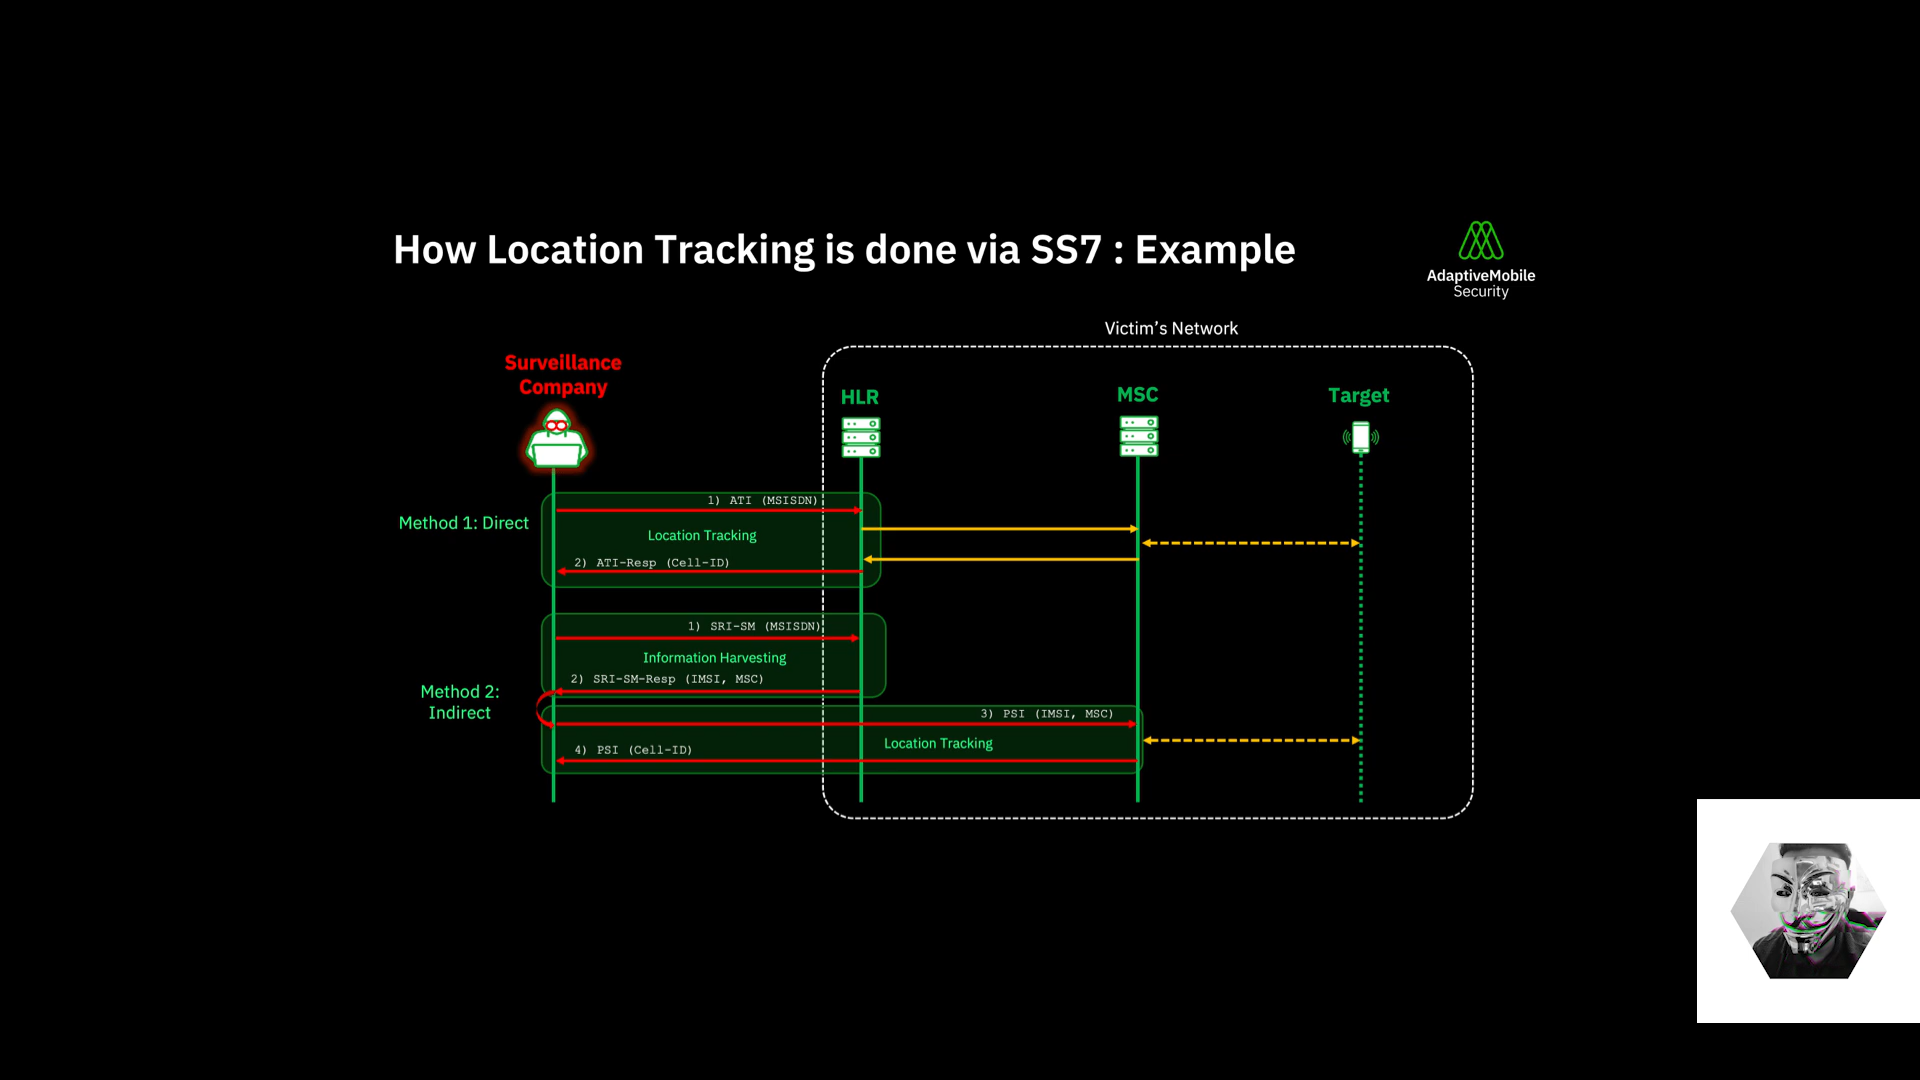 How Location Tracking is done via SS7 : Example
AdaptiveMobile
Security
Victim's Network
Surveillance
Company
HLR
MSC
Target
Method 1: Direct
1) ATI (MSISDN)
Location Tracking
2) ATI-Resp (Cell-ID)
Method 2:
Indirect
1) SRI-SM (MSISDN)
Information Harvesting
2) SRI-SM-Resp (IMSI, MSC)
3) PSI (IMSI, MSC)
Location Tracking
4) PSI (Cell-ID)